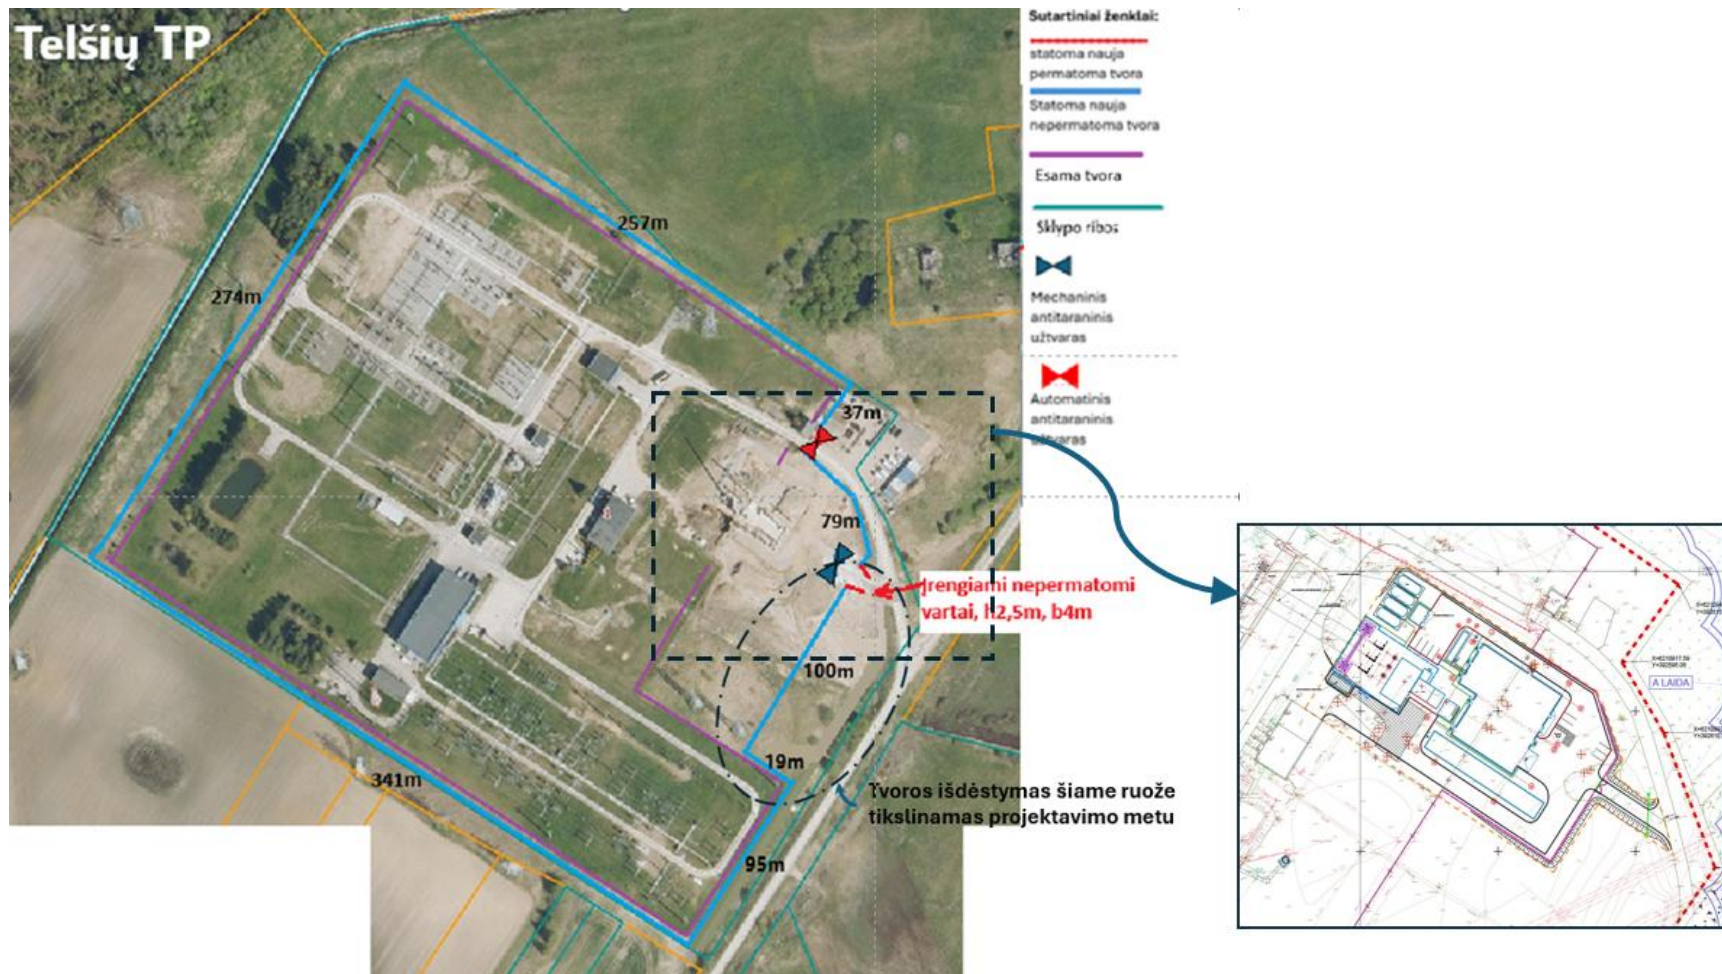 Telšių TP
Sutartiniai ženklai:
statoma nauja
permatoma tvora
Statoma nauja
nepermatoma tvora
Esama tvora
Sklypo ribos
Mechaninis
antitaraninis
užtvaras
Automatinis
antitaraninis
užtvaras
257m
274m
37m
79m
Įrengiami nepermatomi
vartai, h2,5m, b4m
100m
19m
341m
95m
Tvoros išdėstymas šiame ruože
tikslinamas projektavimo metu
A LAIDA